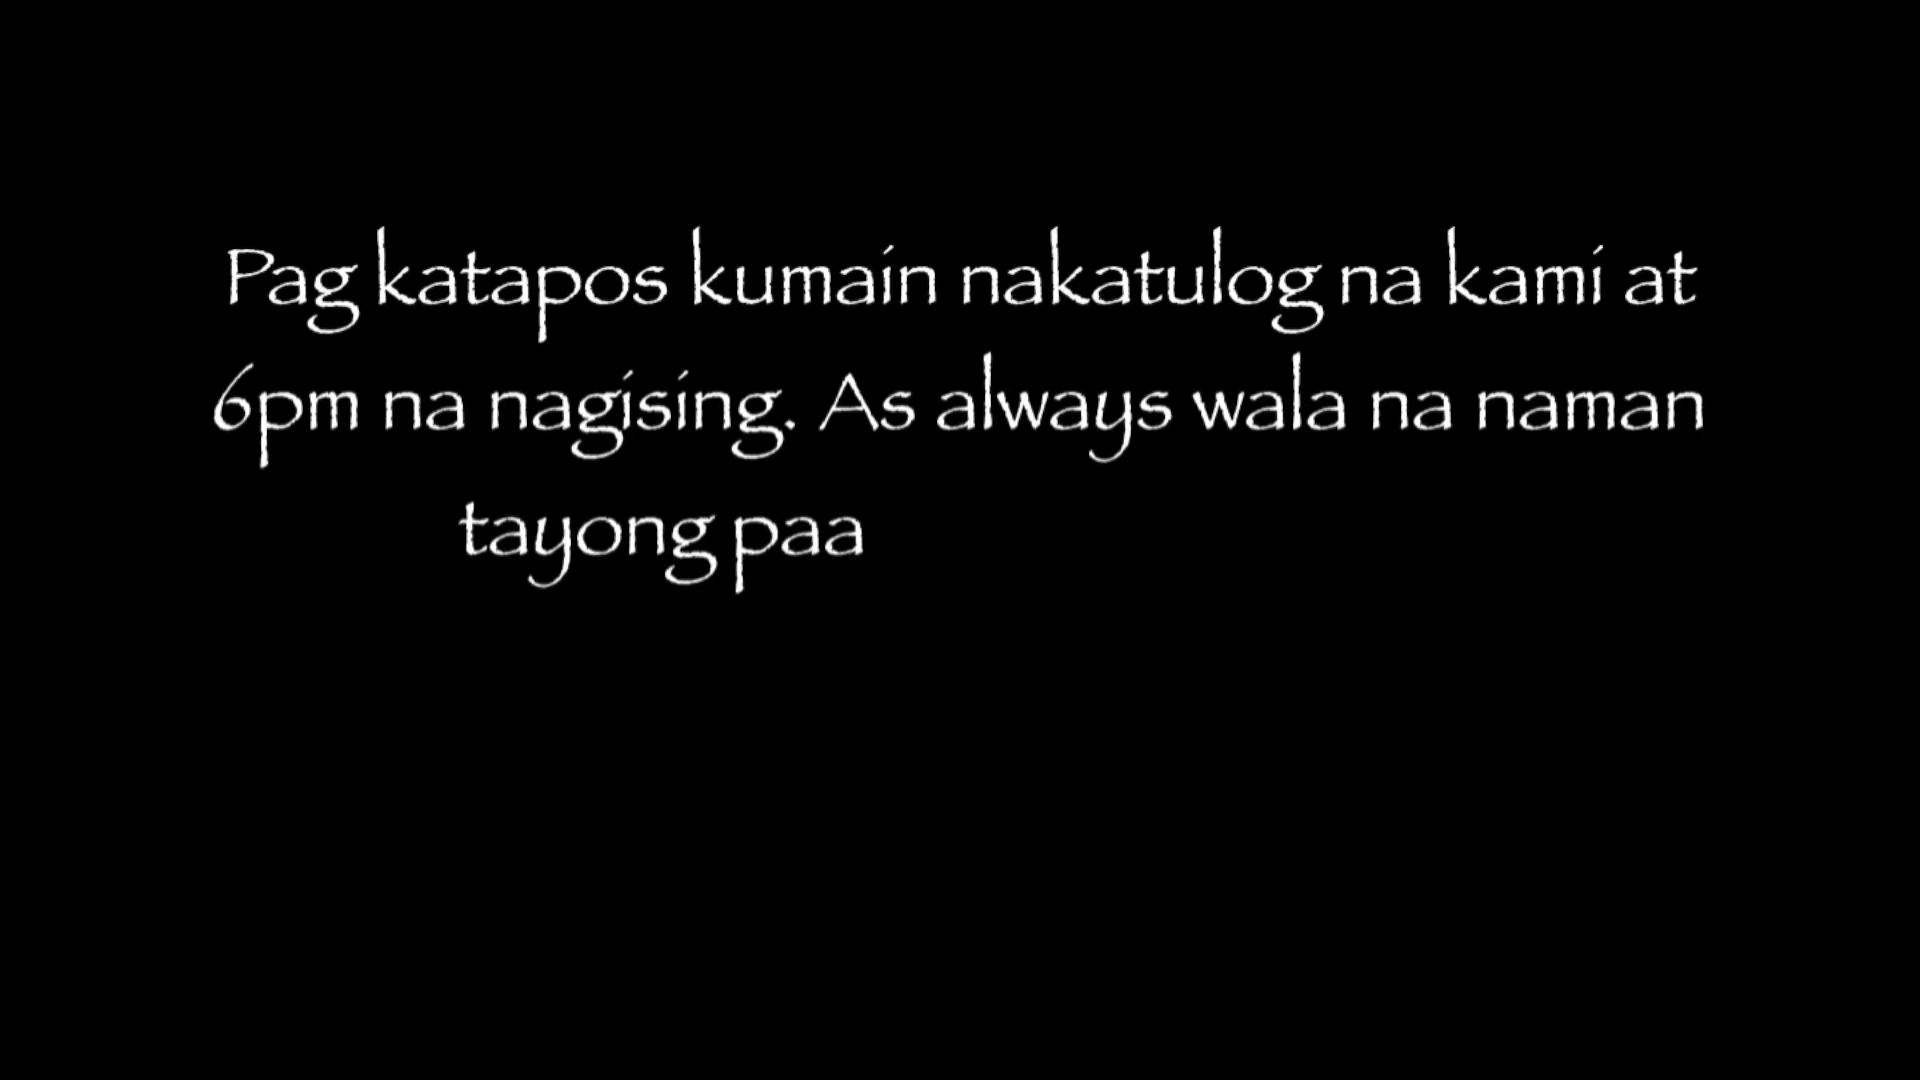 Pag katapos kumain nakatulog na kami at
6pm na nagising. As always wala na naman
tayong paa